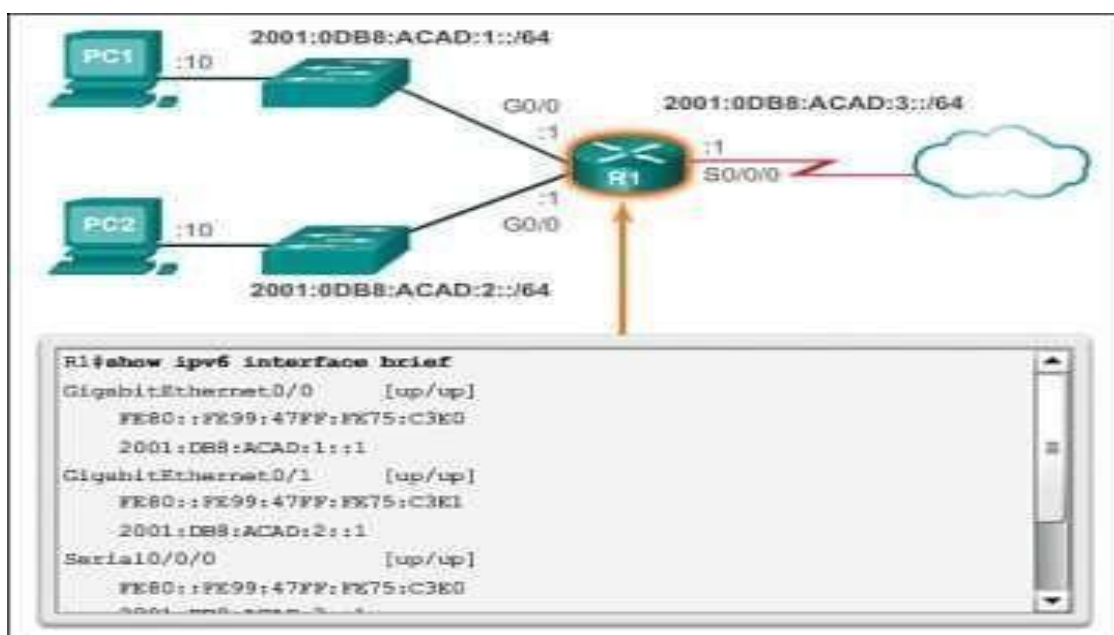 2001:0DB8:ACAD:1::/64
PC1
:10
G0/0
:1
2001:0DB8:ACAD:3::/64
:1
R1
S0/0/0
:1
G0/0
PC2
:10
2001:0DB8:ACAD:2::/64
R1#show ipv6 interface brief
GigabitEthernet0/0 [up/up]
FE80::FE99:47FF:FE75:C3E0
2001:DB8:ACAD:1::1
GigabitEthernet0/1 [up/up]
FE80::FE99:47FF:FE75:C3E1
2001:DB8:ACAD:2::1
Serial0/0/0 [up/up]
FE80::FE99:47FF:FE75:C3E0